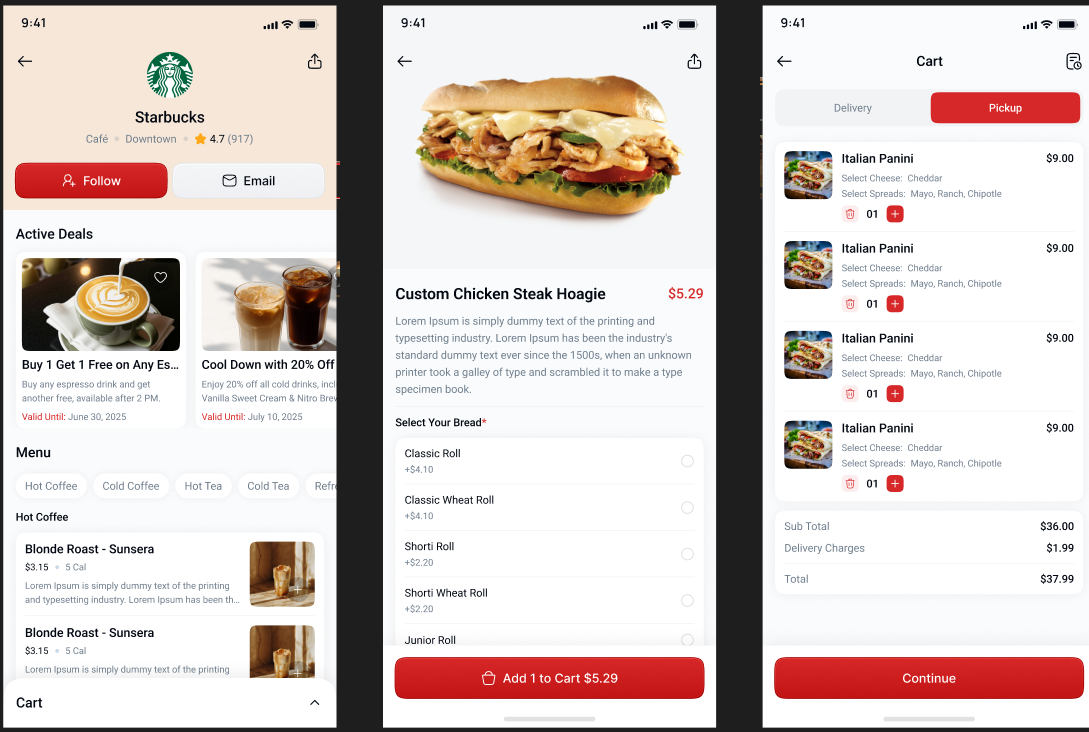 9:41
Starbucks
Café • Downtown • 4.7 (917)
Follow
Email
Active Deals
Buy 1 Get 1 Free on Any Es...
Buy any espresso drink and get
another free, available after 2 PM.
Valid Until: June 30, 2025
Cool Down with 20% Off
Enjoy 20% off all cold drinks, incl
Vanilla Sweet Cream & Nitro Brew
Valid Until: July 10, 2025
Menu
Hot Coffee
Cold Coffee
Hot Tea
Cold Tea
Refre
Hot Coffee
Blonde Roast - Sunsera
$3.15 • 5 Cal
Lorem Ipsum is simply dummy text of the printing
and typesetting industry. Lorem Ipsum has been th...
Blonde Roast - Sunsera
$3.15 • 5 Cal
Lorem Ipsum is simply dummy text of the printing
Cart
9:41
Custom Chicken Steak Hoagie
$5.29
Lorem Ipsum is simply dummy text of the printing and
typesetting industry. Lorem Ipsum has been the industry's
standard dummy text ever since the 1500s, when an unknown
printer took a galley of type and scrambled it to make a type
specimen book.
Select Your Bread*
Classic Roll
+$4.10
Classic Wheat Roll
+$4.10
Shorti Roll
+$2.20
Shorti Wheat Roll
+$2.20
Junior Roll
Add 1 to Cart $5.29
9:41
Cart
Delivery
Pickup
Italian Panini
$9.00
Select Cheese: Cheddar
Select Spreads: Mayo, Ranch, Chipotle
01
Italian Panini
$9.00
Select Cheese: Cheddar
Select Spreads: Mayo, Ranch, Chipotle
01
Italian Panini
$9.00
Select Cheese: Cheddar
Select Spreads: Mayo, Ranch, Chipotle
01
Italian Panini
$9.00
Select Cheese: Cheddar
Select Spreads: Mayo, Ranch, Chipotle
01
Sub Total
$36.00
Delivery Charges
$1.99
Total
$37.99
Continue